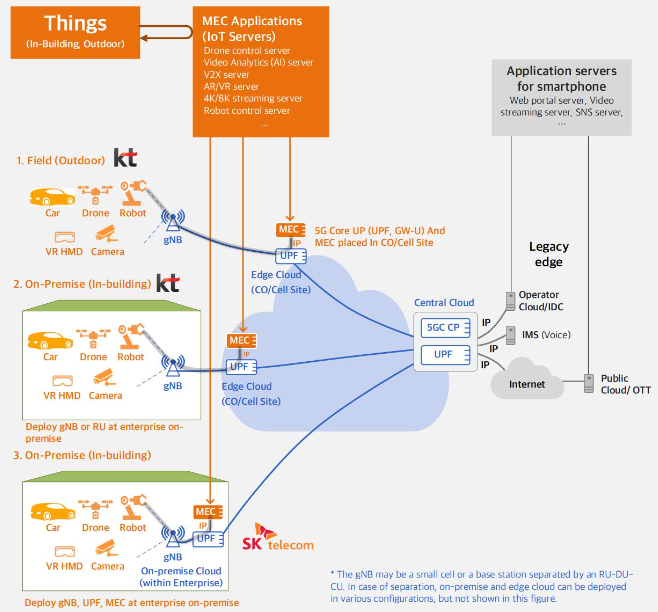 Things
(In-Building, Outdoor)
MEC Applications
(IoT Servers)
Drone control server
Video Analytics (AI) server
V2X server
AR/VR server
4K/8K streaming server
Robot control server
...
Application servers
for smartphone
Web portal server, Video
streaming server, SNS server,
...
1. Field (Outdoor)
kt
Car
Drone
Robot
gNB
VR HMD
Camera
MEC
IP
UPF
5G Core UP (UPF, GW-U) And
MEC placed In CO/Cell Site
Edge Cloud
(CO/Cell Site)
Legacy
edge
2. On-Premise (In-building)
kt
Car
Drone
Robot
gNB
VR HMD
Camera
MEC
IP
UPF
Edge Cloud
(CO/Cell Site)
Central Cloud
5GC CP
UPF
IP
IP
IP
Operator
Cloud/IDC
IMS (Voice)
Internet
Public
Cloud/ OTT
Deploy gNB or RU at enterprise on-
premise
3. On-Premise (In-building)
Car
Drone
Robot
gNB
VR HMD
Camera
MEC
IP
UPF
On-premise Cloud
(within Enterprise)
SK telecom
Deploy gNB, UPF, MEC at enterprise on-premise
* The gNB may be a small cell or a base station separated by an RU-DU-
CU. In case of separation, on-premise and edge cloud can be deployed
in various configurations, but not shown in this figure.